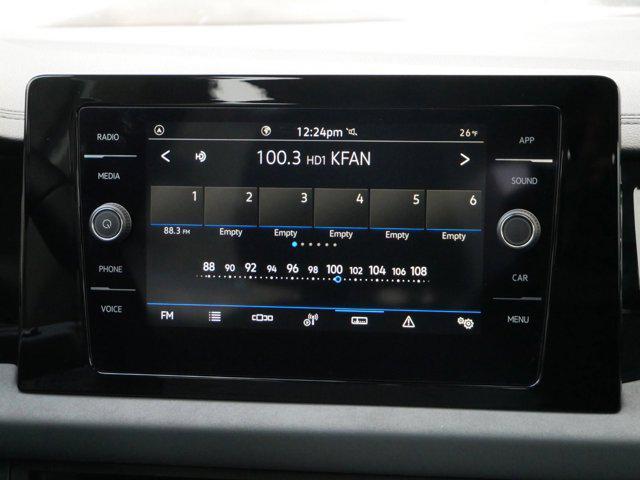 RADIO
MEDIA
PHONE
VOICE
12:24pm
26°F
100.3 HD1 KFAN
1 2 3 4 5 6
88.3 FM Empty Empty Empty Empty Empty
88 90 92 94 96 98 100 102 104 106 108
FM
APP
SOUND
CAR
MENU